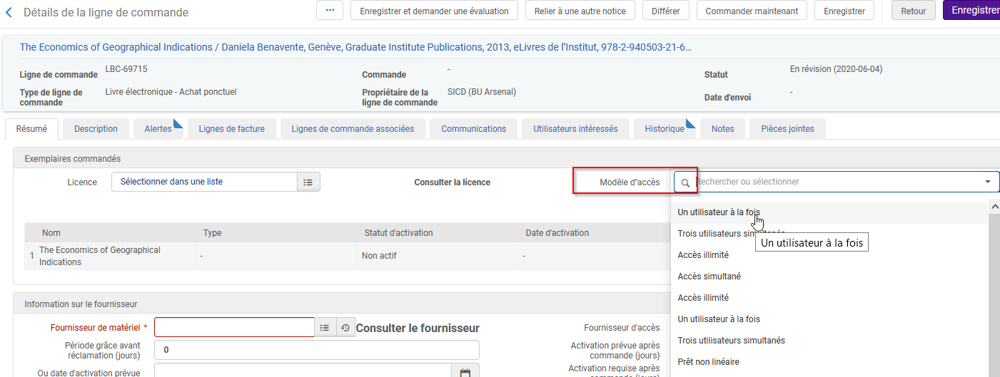 Détails de la ligne de commande
Enregistrer et demander une évaluation
Relier à une autre notice
Différer
Commander maintenant
Enregistrer
Retour
Enregistrer
The Economics of Geographical Indications / Daniela Benavente, Genève, Graduate Institute Publications, 2013, eLivres de l’Institut, 978-2-940503-21-6…
Ligne de commande LBC-69715 Commande - Statut En révision (2020-06-04)
Type de ligne de commande Livre électronique - Achat ponctuel Propriétaire de la ligne de commande SICD (BU Arsenal) Date d'envoi -
Résumé Description Alertes Lignes de facture Lignes de commande associées Communications Utilisateurs intéressés Historique Notes Pièces jointes
Exemplaires commandés
Licence Sélectionner dans une liste Consulter la licence Modèle d"accès Rechercher ou sélectionner
Un utilisateur à la fois
Trois utilisateurs simultanés
Un utilisateur à la fois
Accès illimité
Accès simultané
Accès illimité
Un utilisateur à la fois
Trois utilisateurs simultanés
Prêt non linéaire
Nom Type Statut d'activation Date d'activation
1 The Economics of Geographical Indications - Non actif -
Information sur le fournisseur
Fournisseur de matériel * Consulter le fournisseur Fournisseur d'accès
Période grâce avant réclamation (jours) 0 Activation prévue après commande (jours)
Ou date d'activation prévue Activation requise après commande (jours)